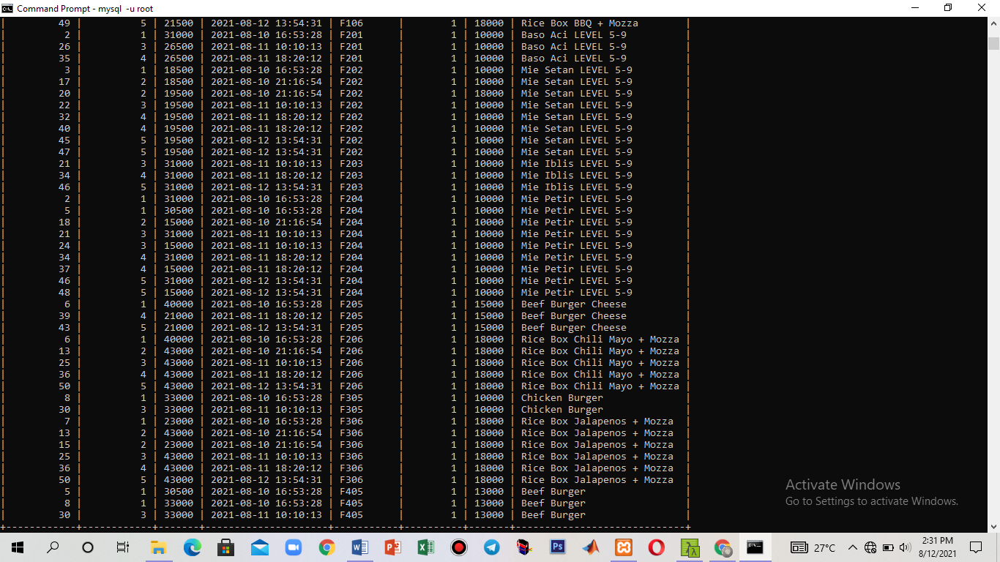 Command Prompt - mysql -u root
| 49 | 5 | 21500 | 2021-08-12 13:54:31 | F106 | 1 | 18000 | Rice Box BBQ + Mozza |
| 2 | 1 | 31000 | 2021-08-10 16:53:28 | F201 | 1 | 10000 | Baso Aci LEVEL 5-9 |
| 26 | 3 | 26500 | 2021-08-11 10:10:13 | F201 | 1 | 10000 | Baso Aci LEVEL 5-9 |
| 35 | 4 | 26500 | 2021-08-11 18:20:12 | F201 | 1 | 10000 | Baso Aci LEVEL 5-9 |
| 3 | 1 | 18500 | 2021-08-10 16:53:28 | F202 | 1 | 10000 | Mie Setan LEVEL 5-9 |
| 17 | 2 | 18500 | 2021-08-10 21:16:54 | F202 | 1 | 10000 | Mie Setan LEVEL 5-9 |
| 20 | 2 | 19500 | 2021-08-10 21:16:54 | F202 | 1 | 18000 | Mie Setan LEVEL 5-9 |
| 22 | 3 | 19500 | 2021-08-11 10:10:13 | F202 | 1 | 10000 | Mie Setan LEVEL 5-9 |
| 32 | 4 | 19500 | 2021-08-11 18:20:12 | F202 | 1 | 10000 | Mie Setan LEVEL 5-9 |
| 40 | 4 | 19500 | 2021-08-11 18:20:12 | F202 | 1 | 10000 | Mie Setan LEVEL 5-9 |
| 45 | 5 | 19500 | 2021-08-12 13:54:31 | F202 | 1 | 10000 | Mie Setan LEVEL 5-9 |
| 47 | 5 | 19500 | 2021-08-12 13:54:31 | F202 | 1 | 10000 | Mie Setan LEVEL 5-9 |
| 21 | 3 | 31000 | 2021-08-11 10:10:13 | F203 | 1 | 10000 | Mie Iblis LEVEL 5-9 |
| 34 | 4 | 31000 | 2021-08-11 18:20:12 | F203 | 1 | 10000 | Mie Iblis LEVEL 5-9 |
| 46 | 5 | 31000 | 2021-08-12 13:54:31 | F203 | 1 | 10000 | Mie Iblis LEVEL 5-9 |
| 2 | 1 | 31000 | 2021-08-10 16:53:28 | F204 | 1 | 10000 | Mie Petir LEVEL 5-9 |
| 5 | 1 | 30500 | 2021-08-10 16:53:28 | F204 | 1 | 10000 | Mie Petir LEVEL 5-9 |
| 18 | 2 | 15000 | 2021-08-10 21:16:54 | F204 | 1 | 10000 | Mie Petir LEVEL 5-9 |
| 21 | 3 | 31000 | 2021-08-11 10:10:13 | F204 | 1 | 10000 | Mie Petir LEVEL 5-9 |
| 24 | 3 | 15000 | 2021-08-11 10:10:13 | F204 | 1 | 10000 | Mie Petir LEVEL 5-9 |
| 34 | 4 | 31000 | 2021-08-11 18:20:12 | F204 | 1 | 10000 | Mie Petir LEVEL 5-9 |
| 37 | 4 | 15000 | 2021-08-11 18:20:12 | F204 | 1 | 10000 | Mie Petir LEVEL 5-9 |
| 46 | 5 | 31000 | 2021-08-12 13:54:31 | F204 | 1 | 10000 | Mie Petir LEVEL 5-9 |
| 48 | 5 | 15000 | 2021-08-12 13:54:31 | F204 | 1 | 10000 | Mie Petir LEVEL 5-9 |
| 6 | 1 | 40000 | 2021-08-10 16:53:28 | F205 | 1 | 15000 | Beef Burger Cheese |
| 39 | 4 | 21000 | 2021-08-11 18:20:12 | F205 | 1 | 15000 | Beef Burger Cheese |
| 43 | 5 | 21000 | 2021-08-12 13:54:31 | F205 | 1 | 15000 | Beef Burger Cheese |
| 6 | 1 | 40000 | 2021-08-10 16:53:28 | F206 | 1 | 18000 | Rice Box Chili Mayo + Mozza |
| 13 | 2 | 43000 | 2021-08-10 21:16:54 | F206 | 1 | 18000 | Rice Box Chili Mayo + Mozza |
| 25 | 3 | 43000 | 2021-08-11 10:10:13 | F206 | 1 | 18000 | Rice Box Chili Mayo + Mozza |
| 36 | 4 | 43000 | 2021-08-11 18:20:12 | F206 | 1 | 18000 | Rice Box Chili Mayo + Mozza |
| 50 | 5 | 43000 | 2021-08-12 13:54:31 | F206 | 1 | 18000 | Rice Box Chili Mayo + Mozza |
| 8 | 1 | 33000 | 2021-08-10 16:53:28 | F305 | 1 | 10000 | Chicken Burger |
| 30 | 3 | 33000 | 2021-08-11 10:10:13 | F305 | 1 | 10000 | Chicken Burger |
| 7 | 1 | 23000 | 2021-08-10 16:53:28 | F306 | 1 | 18000 | Rice Box Jalapenos + Mozza |
| 13 | 2 | 43000 | 2021-08-10 21:16:54 | F306 | 1 | 18000 | Rice Box Jalapenos + Mozza |
| 15 | 2 | 23000 | 2021-08-10 21:16:54 | F306 | 1 | 18000 | Rice Box Jalapenos + Mozza |
| 25 | 3 | 43000 | 2021-08-11 10:10:13 | F306 | 1 | 18000 | Rice Box Jalapenos + Mozza |
| 36 | 4 | 43000 | 2021-08-11 18:20:12 | F306 | 1 | 18000 | Rice Box Jalapenos + Mozza |
| 50 | 5 | 43000 | 2021-08-12 13:54:31 | F306 | 1 | 18000 | Rice Box Jalapenos + Mozza |
| 5 | 1 | 30500 | 2021-08-10 16:53:28 | F405 | 1 | 13000 | Beef Burger |
| 8 | 1 | 33000 | 2021-08-10 16:53:28 | F405 | 1 | 13000 | Beef Burger |
| 30 | 3 | 33000 | 2021-08-11 10:10:13 | F405 | 1 | 13000 | Beef Burger |
Activate Windows
Go to Settings to activate Windows.
27°C
2:31 PM
8/12/2021